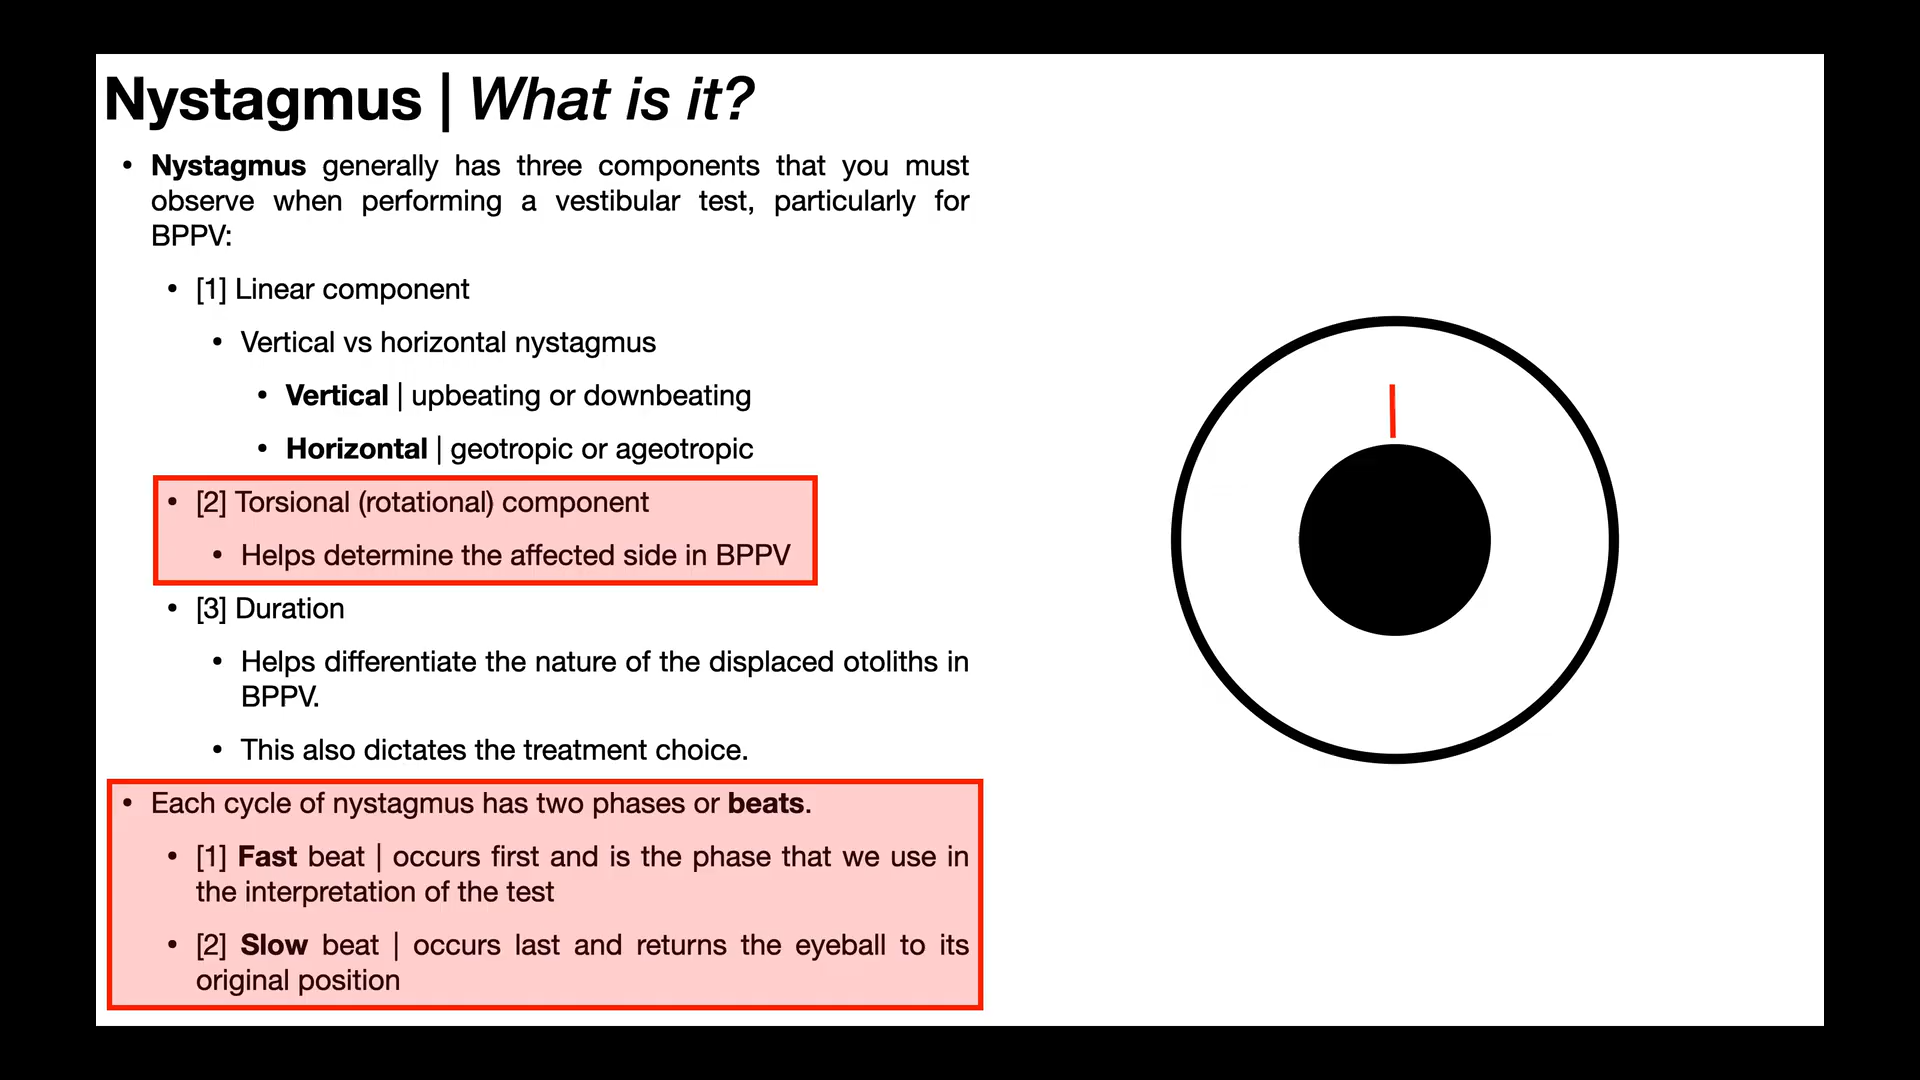 Nystagmus | What is it?
• Nystagmus generally has three components that you must
observe when performing a vestibular test, particularly for
BPPV:
• [1] Linear component
• Vertical vs horizontal nystagmus
• Vertical | upbeating or downbeating
• Horizontal | geotropic or ageotropic
• [2] Torsional (rotational) component
• Helps determine the affected side in BPPV
• [3] Duration
• Helps differentiate the nature of the displaced otoliths in
BPPV.
• This also dictates the treatment choice.
• Each cycle of nystagmus has two phases or beats.
• [1] Fast beat | occurs first and is the phase that we use in
the interpretation of the test
• [2] Slow beat | occurs last and returns the eyeball to its
original position